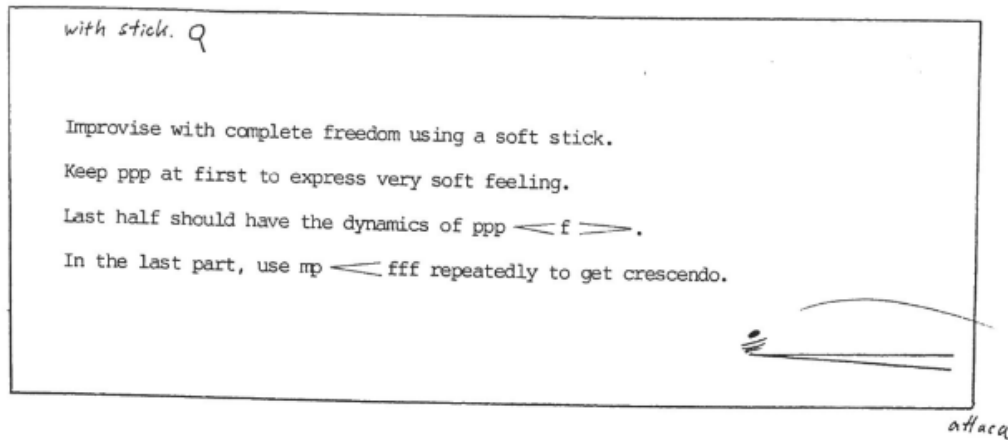 with stick.
Improvise with complete freedom using a soft stick.
Keep ppp at first to express very soft feeling.
Last half should have the dynamics of ppp < f >.
In the last part, use mp < fff repeatedly to get crescendo.
attaca